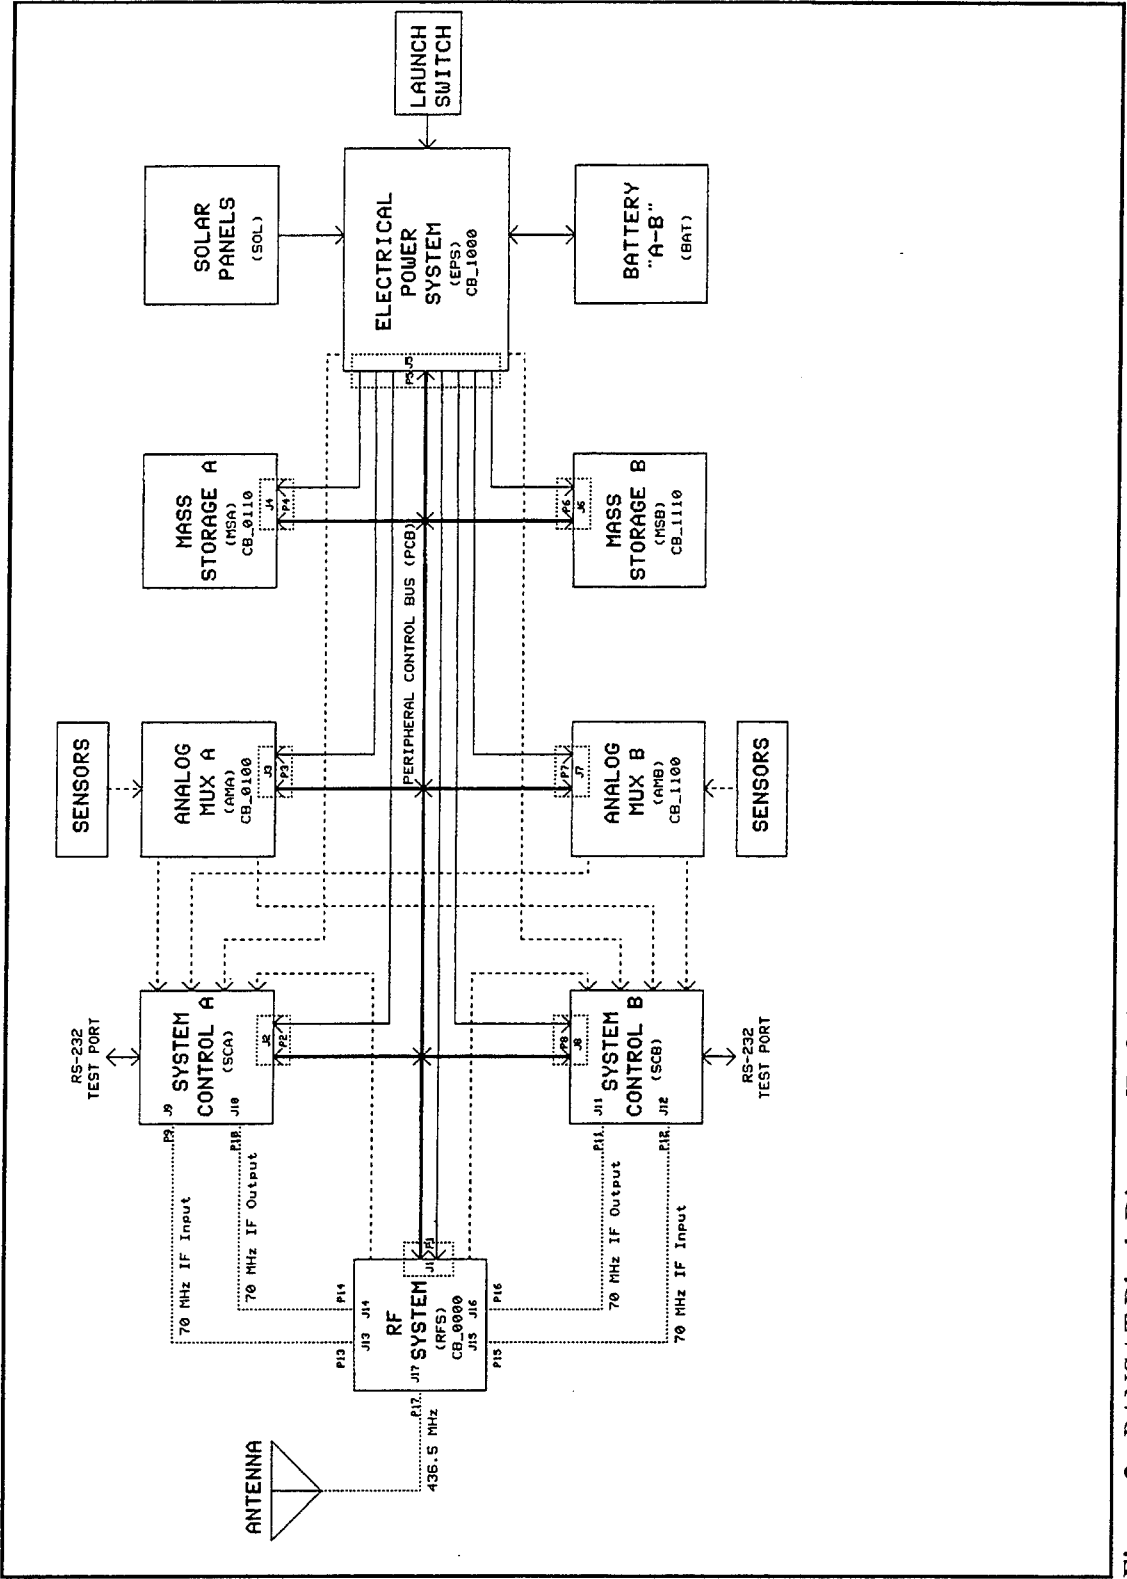 ANTENNA
436.5 MHz
P17
J17
RF
SYSTEM
(RFS)
CB_0000
J13
J14
J15
J16
J1
P1
P13
P14
P15
P16
70 MHz IF Input
70 MHz IF Output
70 MHz IF Output
70 MHz IF Input
P9
P10
J9
J10
RS-232
TEST PORT
SYSTEM
CONTROL A
(SCA)
J2
P2
P11
P12
J11
J12
SYSTEM
CONTROL B
(SCB)
P8
J8
RS-232
TEST PORT
SENSORS
ANALOG
MUX A
(AMA)
CB_0100
J3
P3
PERIPHERAL CONTROL BUS (PCB)
P7
J7
ANALOG
MUX B
(AMB)
CB_1100
SENSORS
MASS
STORAGE A
(MSA)
CB_0110
J4
P4
P6
J6
MASS
STORAGE B
(MSB)
CB_1110
SOLAR
PANELS
(SOL)
P5
J5
ELECTRICAL
POWER
SYSTEM
(EPS)
CB_1000
BATTERY
"A-B"
(BAT)
LAUNCH
SWITCH